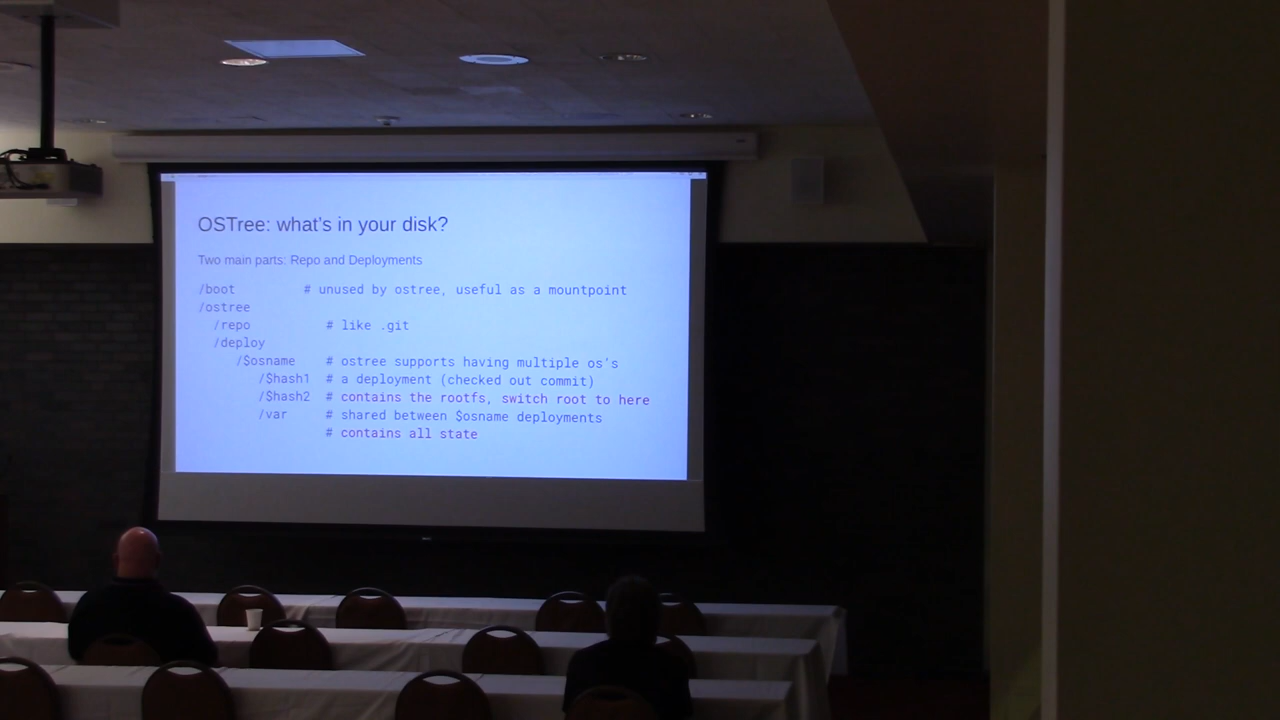 OSTree: what's in your disk?
Two main parts: Repo and Deployments
/boot # unused by ostree, useful as a mountpoint
/ostree
/repo # like .git
/deploy
/$osname # ostree supports having multiple os's
/$hash1 # a deployment (checked out commit)
/$hash2 # contains the rootfs, switch root to here
/var # shared between $osname deployments
# contains all state